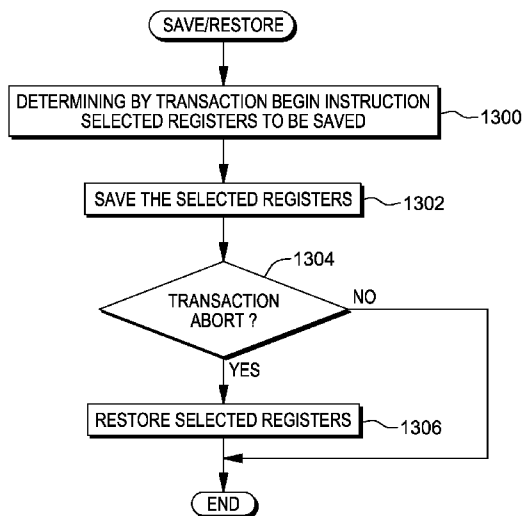 SAVE/RESTORE
DETERMINING BY TRANSACTION BEGIN INSTRUCTION
SELECTED REGISTERS TO BE SAVED
1300
SAVE THE SELECTED REGISTERS
1302
1304
TRANSACTION
ABORT ?
NO
YES
RESTORE SELECTED REGISTERS
1306
END